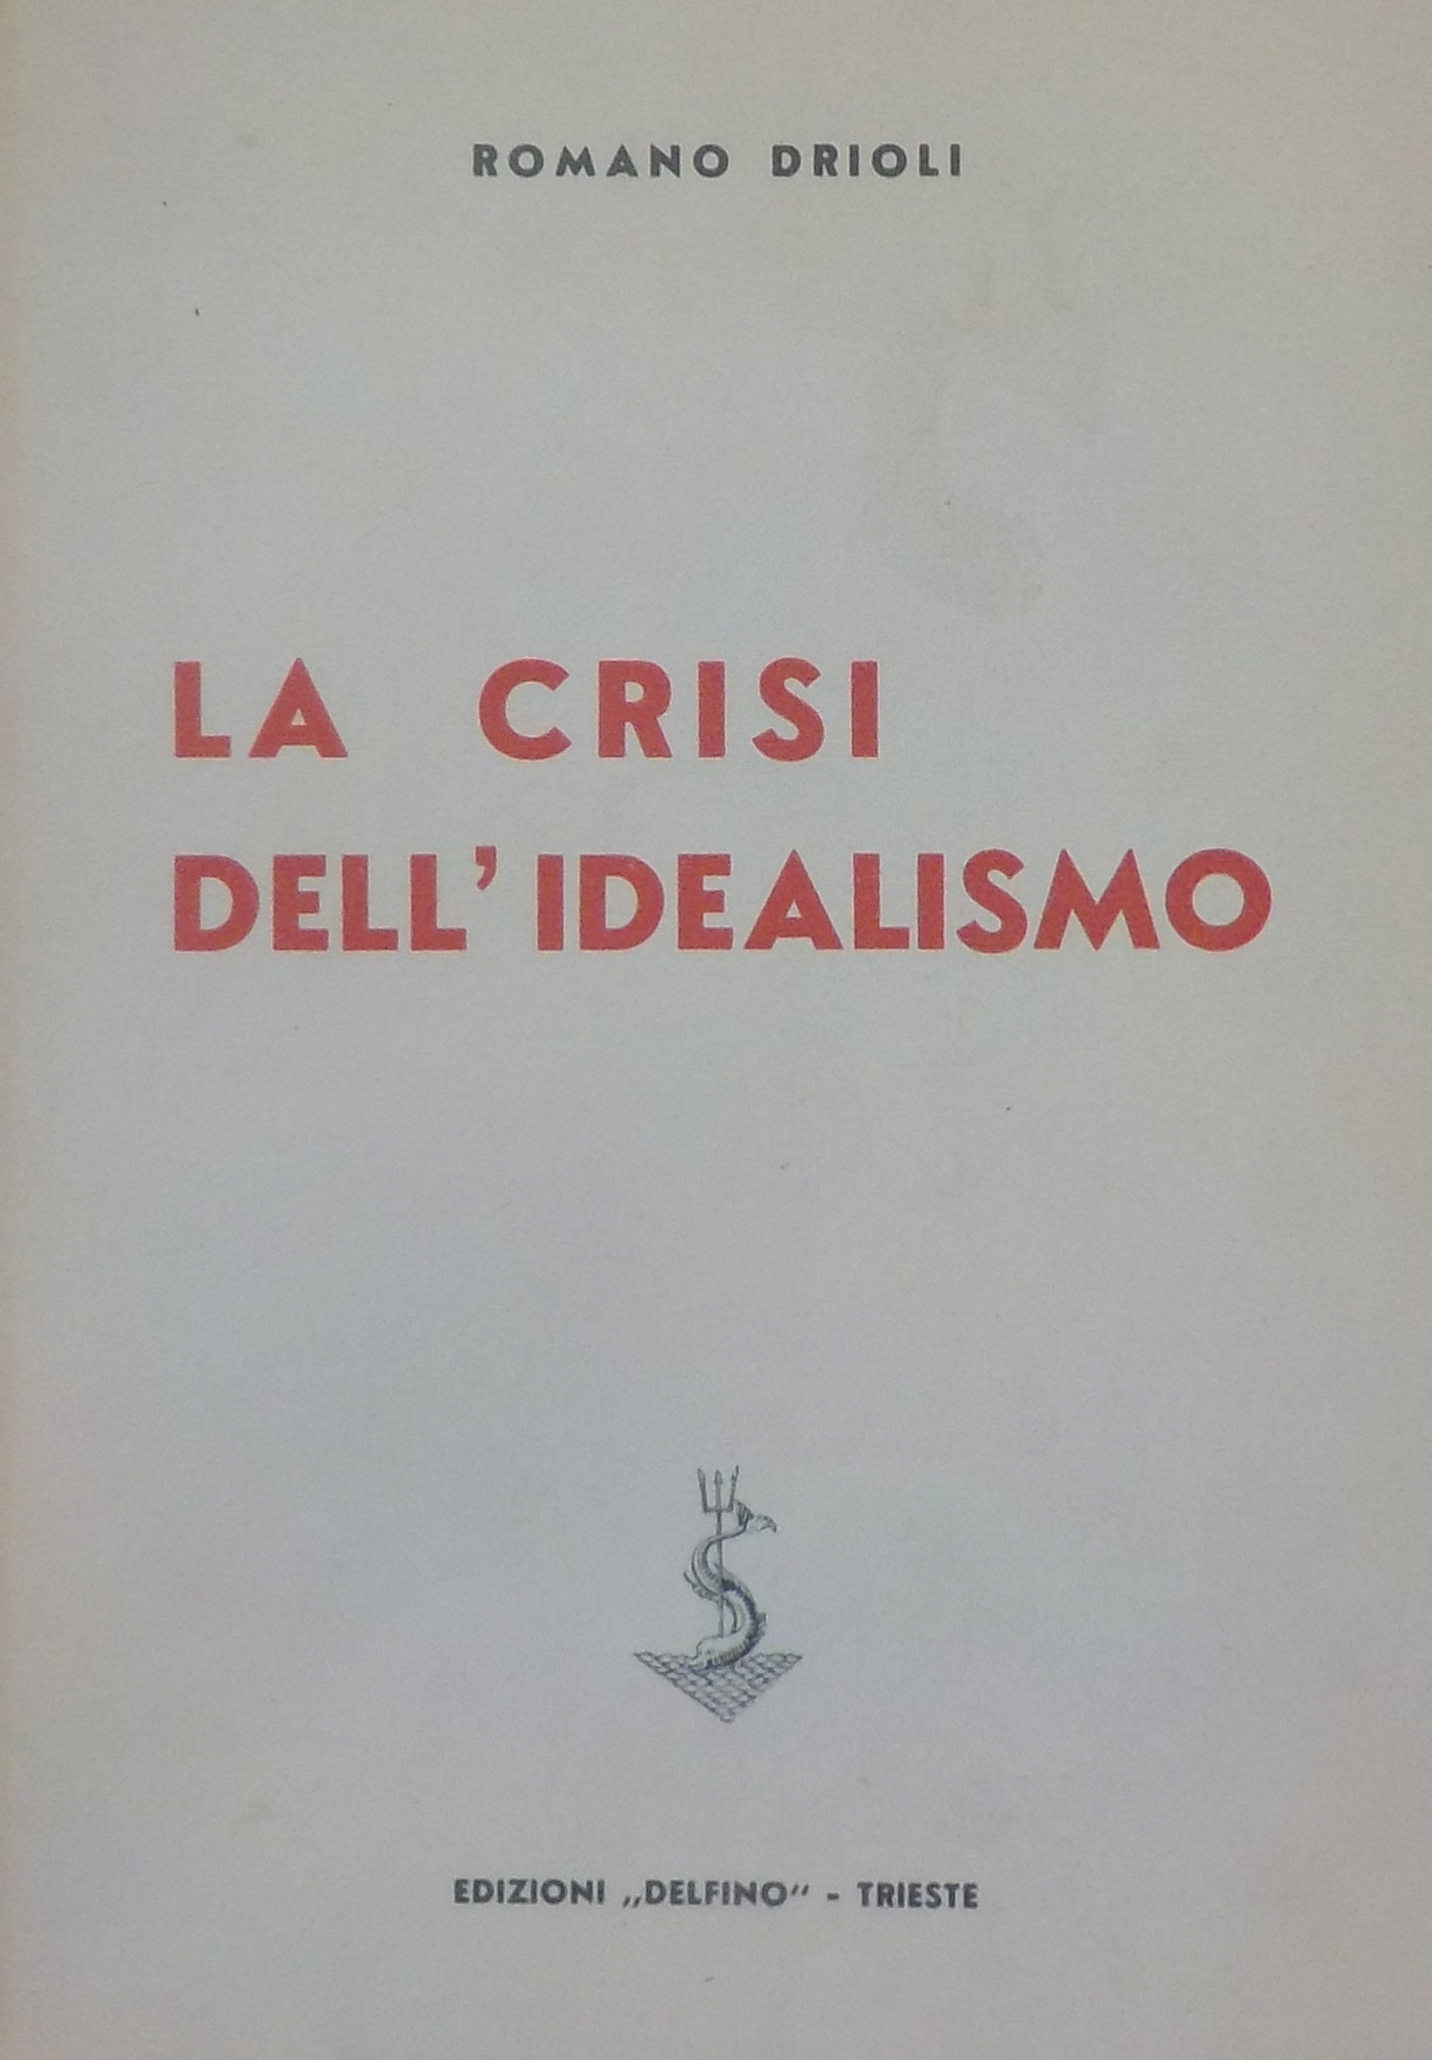 ROMANO DRIOLI
LA CRISI
DELL'IDEALISMO
EDIZIONI „DELFINO“ - TRIESTE